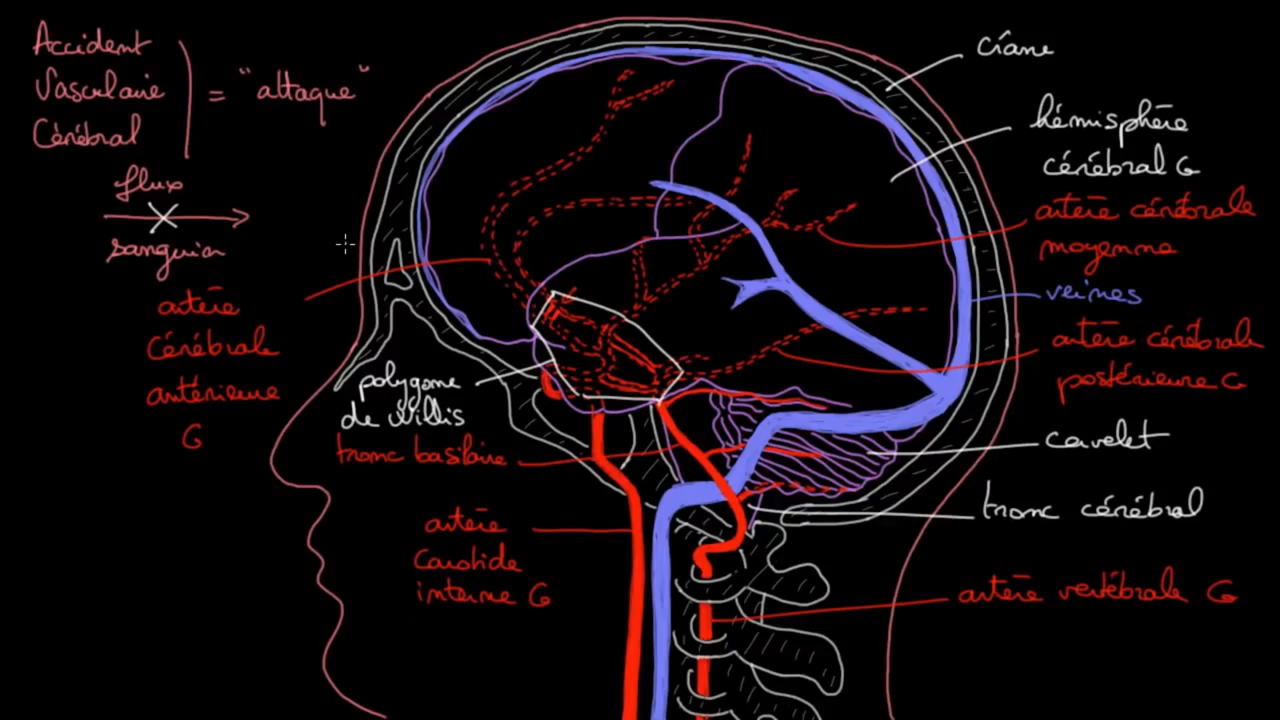 Accident
Vasculaire
Cérébral
= "attaque"
flux
sanguin
artère
cérébrale
antérieure
G
polygone
de Willis
tronc basilaire
artère
carotide
interne G
crâne
hémisphère
cérébral G
artère cérébrale
moyenne
veines
artère cérébrale
postérieure G
cervelet
tronc cérébral
artère vertébrale G